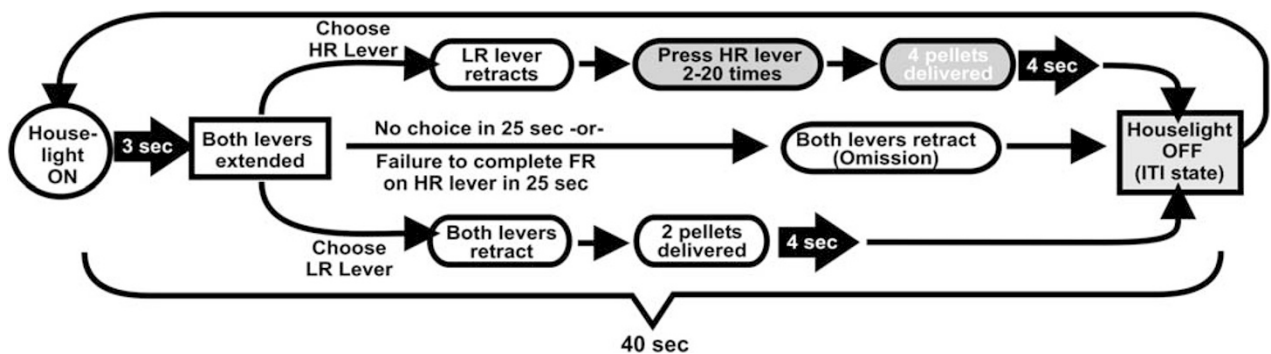 Choose
HR Lever
LR lever
retracts
Press HR lever
2-20 times
4 pellets
delivered
4 sec
House-
light
ON
3 sec
Both levers
extended
No choice in 25 sec -or-
Failure to complete FR
on HR lever in 25 sec
Both levers retract
(Omission)
Houselight
OFF
(ITI state)
Choose
LR Lever
Both levers
retract
2 pellets
delivered
4 sec
40 sec